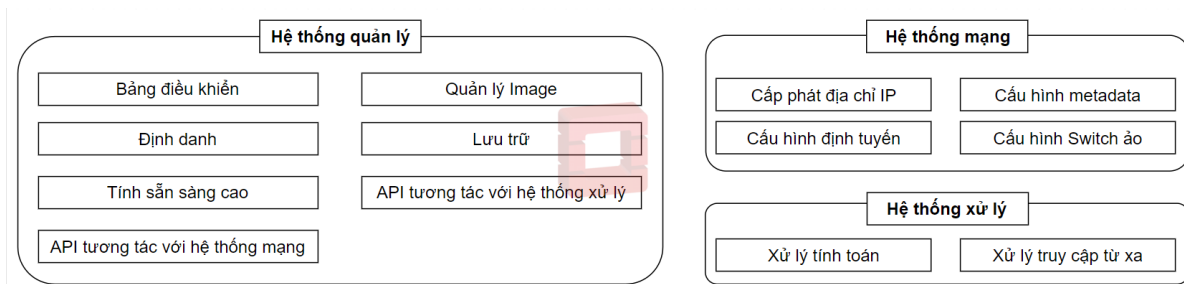 Hệ thống quản lý
Bảng điều khiển
Quản lý Image
Định danh
Lưu trữ
Tính sẵn sàng cao
API tương tác với hệ thống xử lý
API tương tác với hệ thống mạng
Hệ thống mạng
Cấp phát địa chỉ IP
Cấu hình metadata
Cấu hình định tuyến
Cấu hình Switch ảo
Hệ thống xử lý
Xử lý tính toán
Xử lý truy cập từ xa